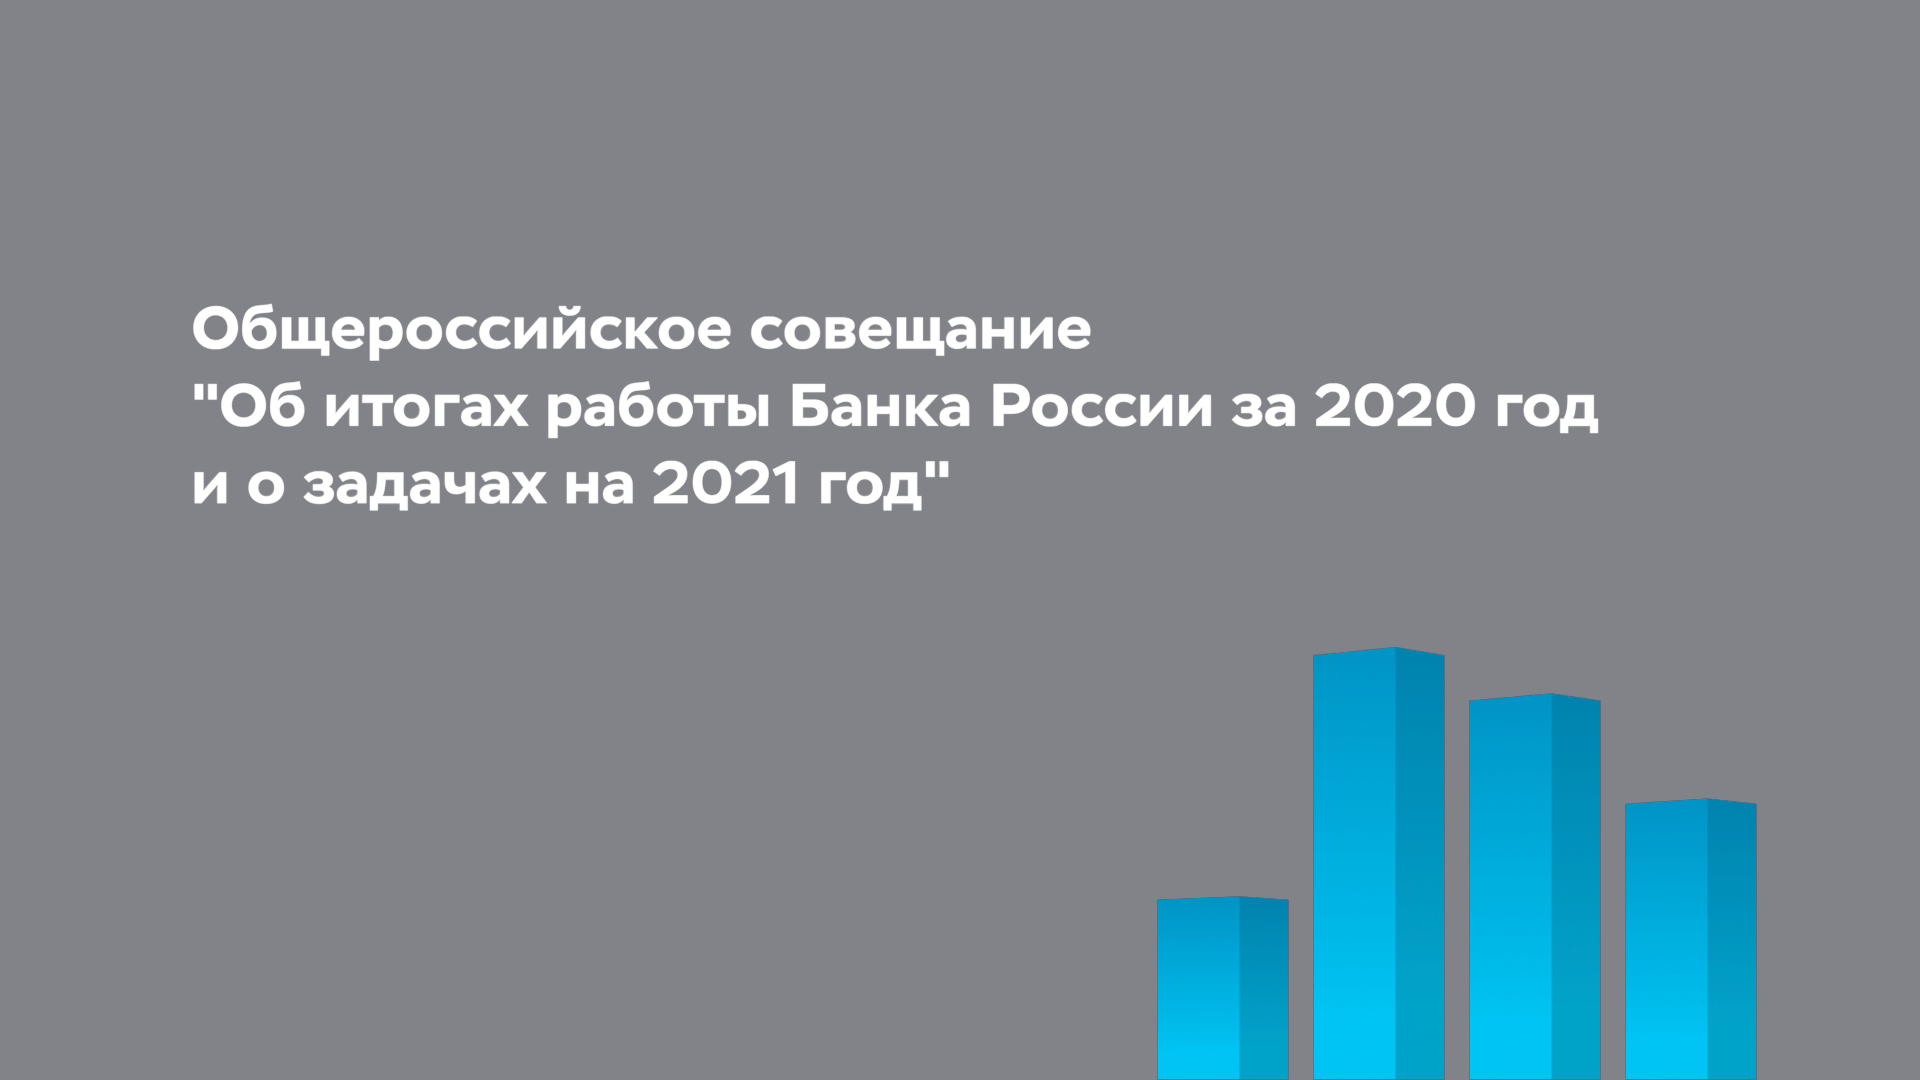 Общероссийское совещание
"Об итогах работы Банка России за 2020 год
и о задачах на 2021 год"